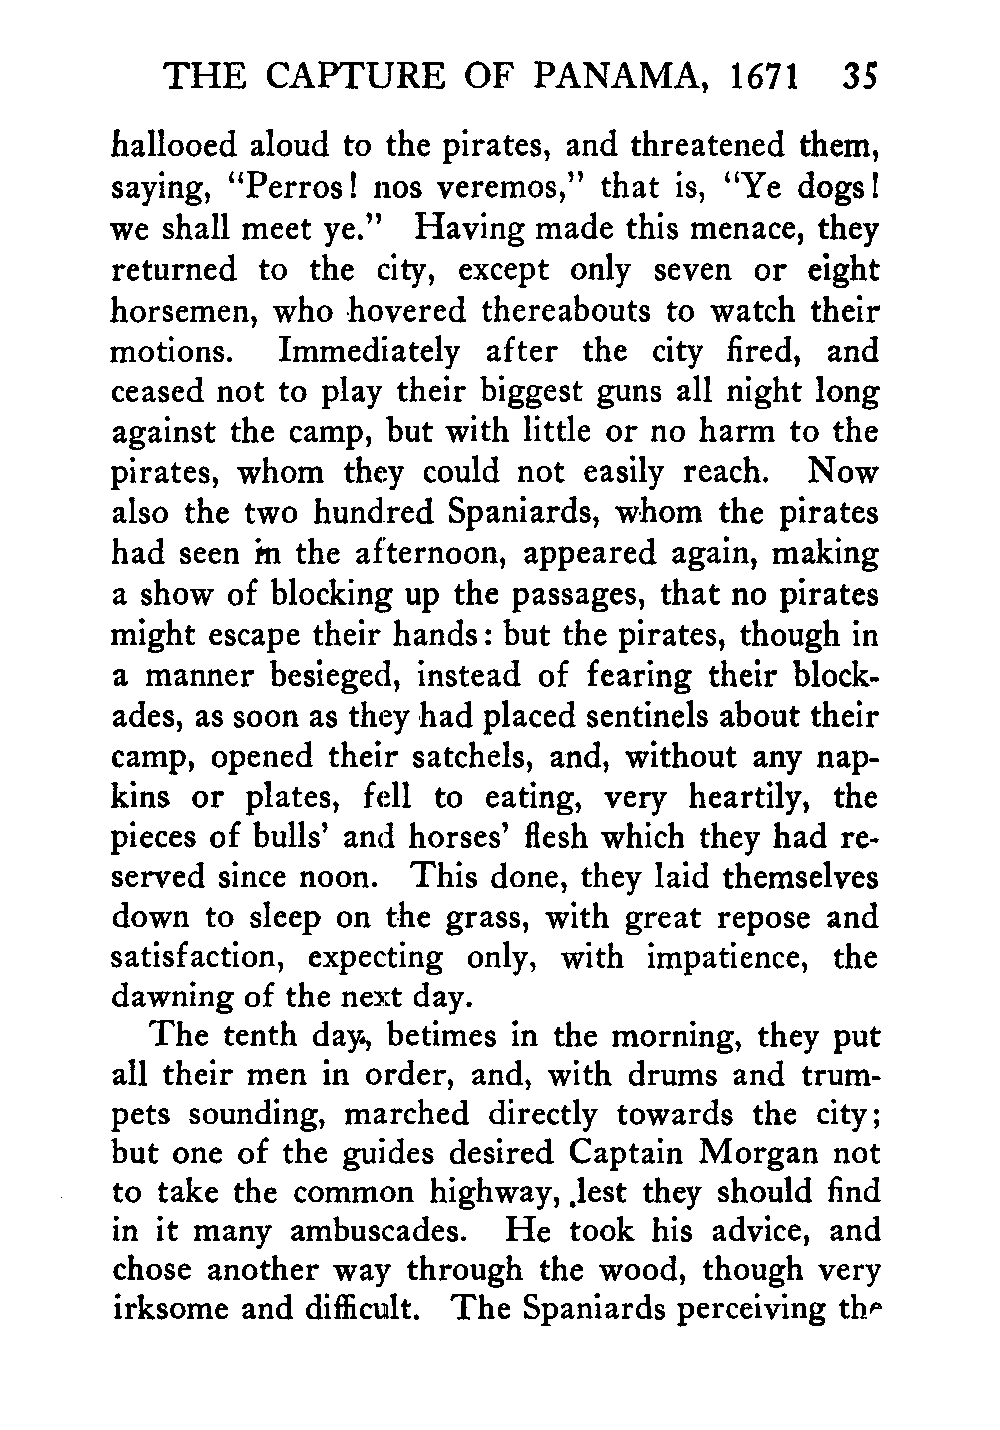 THE CAPTURE OF PANAMA, 1671 35
hallooed aloud to the pirates, and threatened them,
saying, “Perros! nos veremos,” that is, “Ye dogs!
we shall meet ye.” Having made this menace, they
returned to the city, except only seven or eight
horsemen, who hovered thereabouts to watch their
motions. Immediately after the city fired, and
ceased not to play their biggest guns all night long
against the camp, but with little or no harm to the
pirates, whom they could not easily reach. Now
also the two hundred Spaniards, whom the pirates
had seen in the afternoon, appeared again, making
a show of blocking up the passages, that no pirates
might escape their hands: but the pirates, though in
a manner besieged, instead of fearing their block-
ades, as soon as they had placed sentinels about their
camp, opened their satchels, and, without any nap-
kins or plates, fell to eating, very heartily, the
pieces of bulls’ and horses’ flesh which they had re-
served since noon. This done, they laid themselves
down to sleep on the grass, with great repose and
satisfaction, expecting only, with impatience, the
dawning of the next day.
The tenth day, betimes in the morning, they put
all their men in order, and, with drums and trum-
pets sounding, marched directly towards the city;
but one of the guides desired Captain Morgan not
to take the common highway, lest they should find
in it many ambuscades. He took his advice, and
chose another way through the wood, though very
irksome and difficult. The Spaniards perceiving the